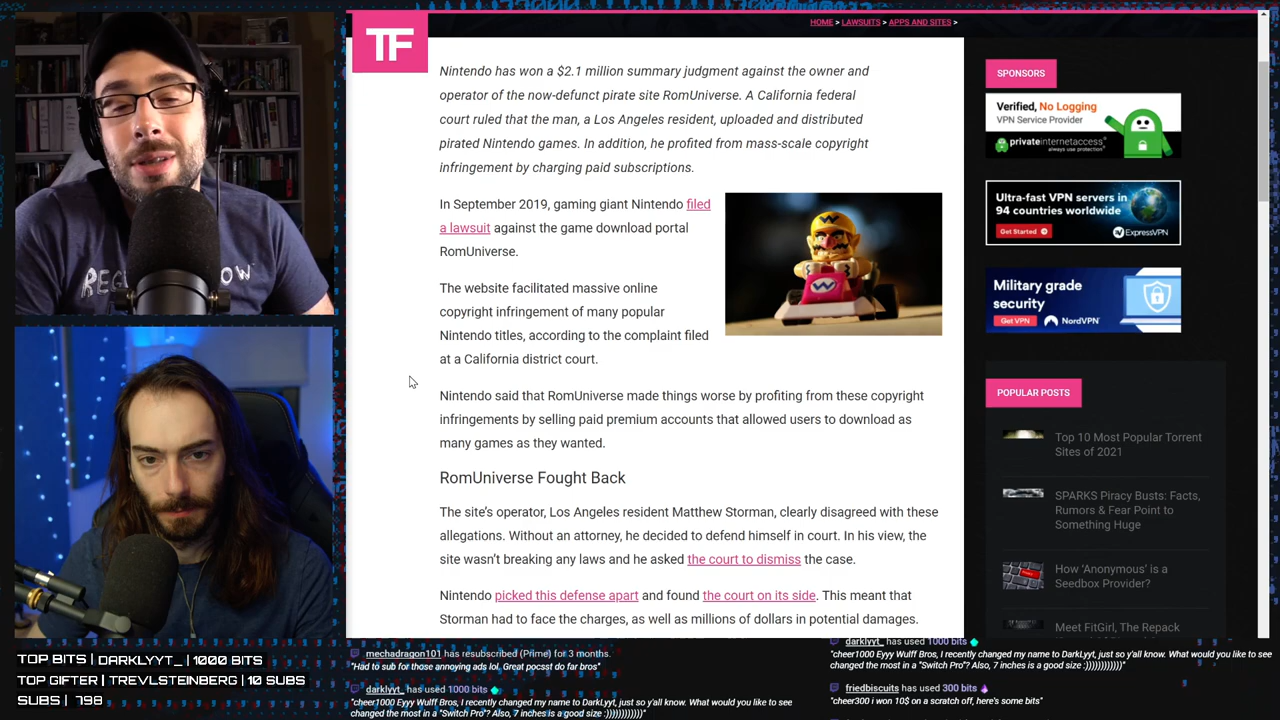 HOME > LAWSUITS > APPS AND SITES >
TF
Nintendo has won a $2.1 million summary judgment against the owner and
operator of the now-defunct pirate site RomUniverse. A California federal
court ruled that the man, a Los Angeles resident, uploaded and distributed
pirated Nintendo games. In addition, he profited from mass-scale copyright
infringement by charging paid subscriptions.
In September 2019, gaming giant Nintendo filed
a lawsuit against the game download portal
RomUniverse.
The website facilitated massive online
copyright infringement of many popular
Nintendo titles, according to the complaint filed
at a California district court.
Nintendo said that RomUniverse made things worse by profiting from these copyright
infringements by selling paid premium accounts that allowed users to download as
many games as they wanted.
RomUniverse Fought Back
The site's operator, Los Angeles resident Matthew Storman, clearly disagreed with these
allegations. Without an attorney, he decided to defend himself in court. In his view, the
site wasn't breaking any laws and he asked the court to dismiss the case.
Nintendo picked this defense apart and found the court on its side. This meant that
Storman had to face the charges, as well as millions of dollars in potential damages.
SPONSORS
Verified, No Logging
VPN Service Provider
privateinternetaccess
always use protection
Ultra-fast VPN servers in
94 countries worldwide
Get Started
ExpressVPN
Military grade
security
Get VPN
NordVPN
POPULAR POSTS
Top 10 Most Popular Torrent
Sites of 2021
SPARKS Piracy Busts: Facts,
Rumors & Fear Point to
Something Huge
How 'Anonymous' is a
Seedbox Provider?
Meet FitGirl, The Repack
TOP BITS | DARKLYYT_ | 1000 BITS
TOP GIFTER | TREVLSTEINBERG | 10 SUBS
SUBS | 798
mechadragon101 has resubscribed (Prime) for 3 months.
"Had to sub for those annoying ads lol. Great pocsst do far bros"
darklyyt_ has used 1000 bits
"cheer1000 Eyyy Wulff Bros, I recently changed my name to DarkLyyt, just so yall know. What would you like to see
changed the most in a "Switch Pro"? Also, 7 inches is a good size :))))))))))))"
darklyyt_ has used 1000 bits
"cheer1000 Eyyy Wulff Bros, I recently changed my name to DarkLyyt, just so yall know. What would you like to see
changed the most in a "Switch Pro"? Also, 7 inches is a good size :))))))))))))"
friedbiscuits has used 300 bits
"cheer300 i won 10$ on a scratch off, here's some bits"